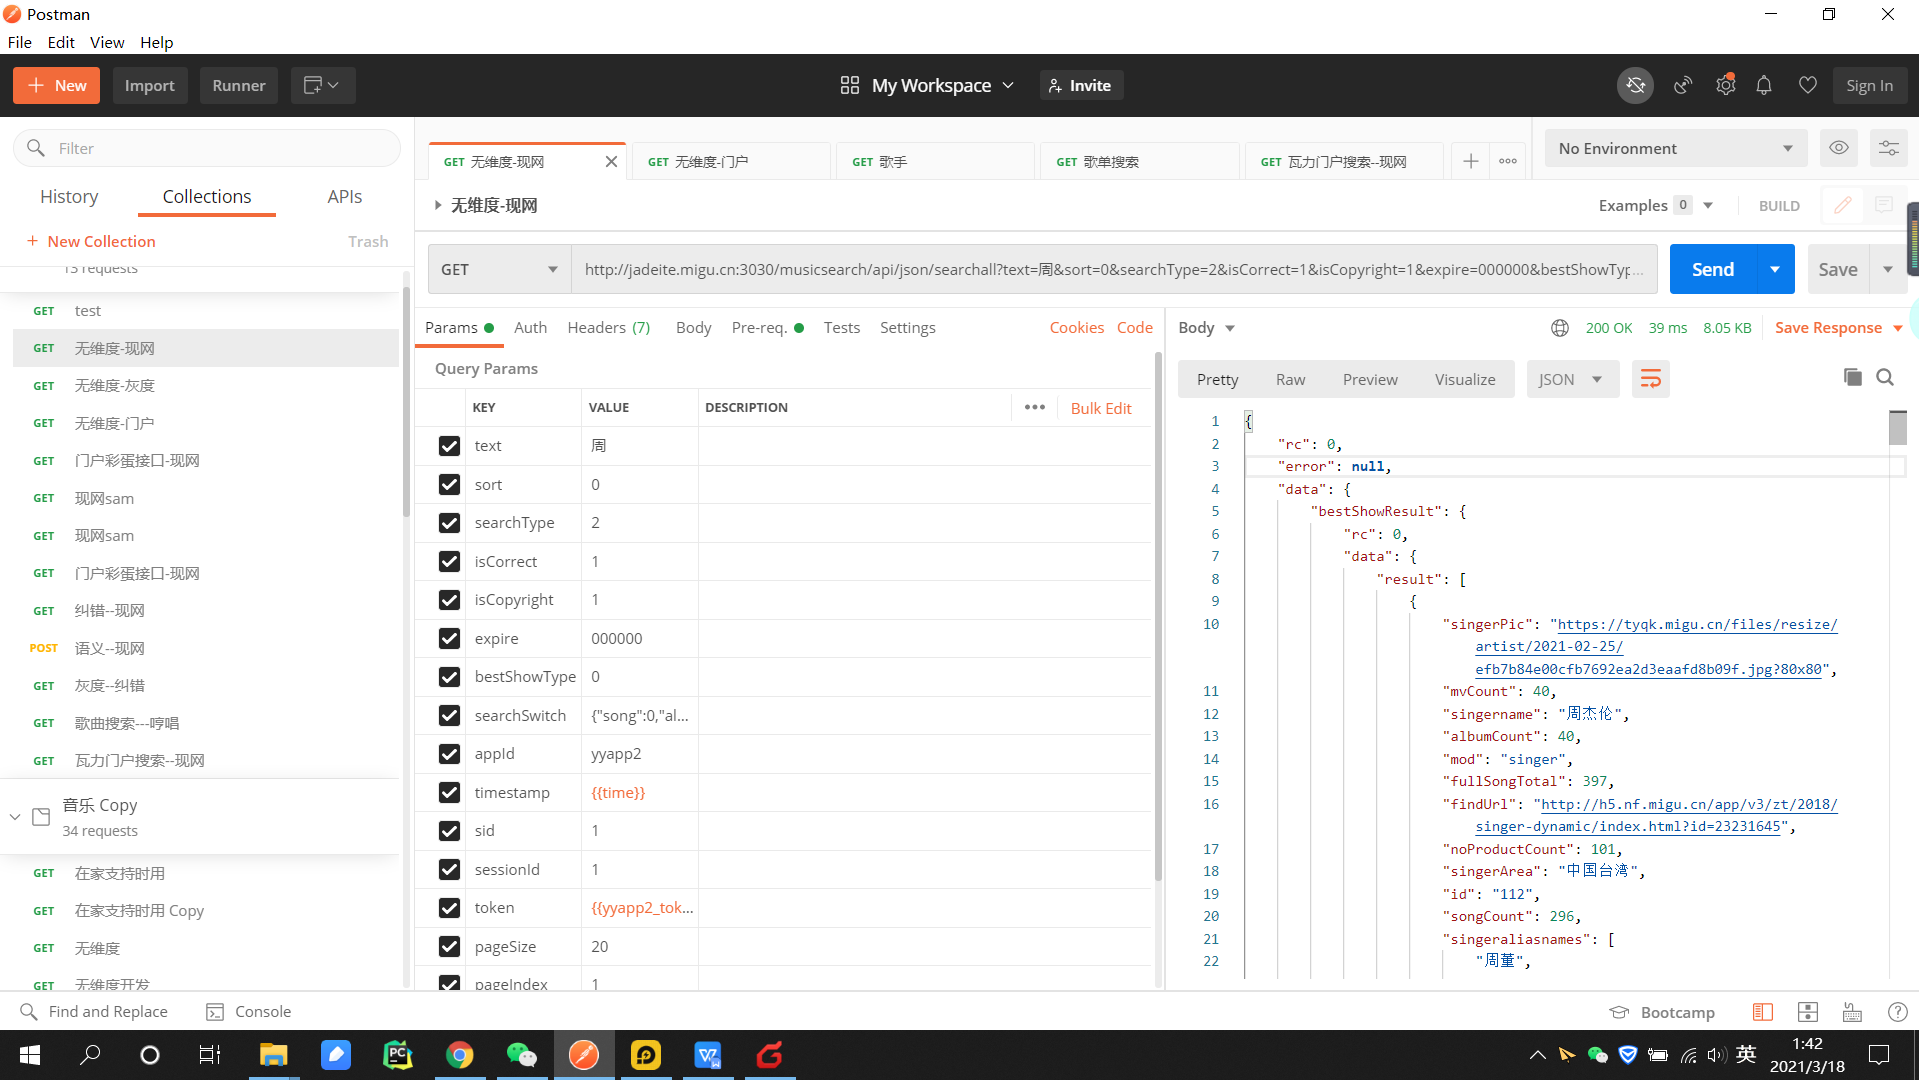 Postman
File Edit View Help
New Import Runner My Workspace Invite Sign In
Filter
History Collections APIs
+ New Collection Trash
13 requests
GET test
GET 无维度-现网
GET 无维度-灰度
GET 无维度-门户
GET 门户彩蛋接口-现网
GET 现网sam
GET 现网sam
GET 门户彩蛋接口-现网
GET 纠错--现网
POST 语义--现网
GET 灰度--纠错
GET 歌曲搜索---哼唱
GET 瓦力门户搜索--现网
音乐 Copy
34 requests
GET 在家支持时用
GET 在家支持时用 Copy
GET 无维度
GET 无维度开发
GET 无维度-现网 GET 无维度-门户 GET 歌手 GET 歌单搜索 GET 瓦力门户搜索--现网
No Environment
无维度-现网
Examples 0 BUILD
GET http://jadeite.migu.cn:3030/musicsearch/api/json/searchall?text=周&sort=0&searchType=2&isCorrect=1&isCopyright=1&expire=000000&bestShowTyp... Send Save
Params Auth Headers (7) Body Pre-req. Tests Settings Cookies Code
Query Params
KEY VALUE DESCRIPTION Bulk Edit
text 周
sort 0
searchType 2
isCorrect 1
isCopyright 1
expire 000000
bestShowType 0
searchSwitch {"song":0,"al...
appId yyapp2
timestamp {{time}}
sid 1
sessionId 1
token {{yyapp2_tok...
pageSize 20
pageIndex 1
Body 200 OK 39 ms 8.05 KB Save Response
Pretty Raw Preview Visualize JSON
1 {
2 "rc": 0,
3 "error": null,
4 "data": {
5 "bestShowResult": {
6 "rc": 0,
7 "data": {
8 "result": [
9 {
10 "singerPic": "https://tyqk.migu.cn/files/resize/
artist/2021-02-25/
efb7b84e00cfb7692ea2d3eaafd8b09f.jpg?80x80",
11 "mvCount": 40,
12 "singername": "周杰伦",
13 "albumCount": 40,
14 "mod": "singer",
15 "fullSongTotal": 397,
16 "findUrl": "http://h5.nf.migu.cn/app/v3/zt/2018/
singer-dynamic/index.html?id=23231645",
17 "noProductCount": 101,
18 "singerArea": "中国台湾",
19 "id": "112",
20 "songCount": 296,
21 "singeraliasnames": [
22 "周董",
Find and Replace Console Bootcamp
英
1:42
2021/3/18